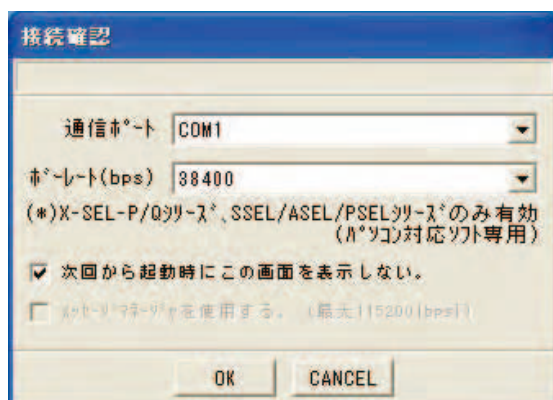 接続確認
通信ﾎﾟｰﾄ COM1
ﾎﾞｰﾚｰﾄ(bps) 38400
(*)X-SEL-P/Qｼﾘｰｽﾞ､SSEL/ASEL/PSELｼﾘｰｽﾞのみ有効
(ﾊﾟｿｺﾝ対応ｿﾌﾄ専用)
次回から起動時にこの画面を表示しない。
ﾒｯｾｰｼﾞﾏﾈｰｼﾞｬを使用する。 (最大115200[bps])
OK CANCEL